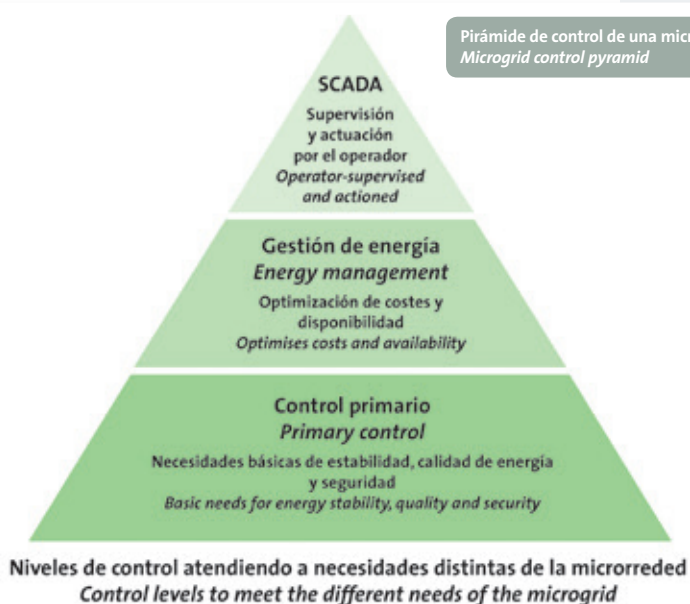 Pirámide de control de una
Microgrid control pyramid
SCADA
Supervisión
y actuación
por el operador
Operator-supervised
and actioned
Gestión de energía
Energy management
Optimización de costes y
disponibilidad
Optimises costs and availability
Control primario
Primary control
Necesidades básicas de estabilidad, calidad de energía
y seguridad
Basic needs for energy stability, quality and security
Niveles de control atendiendo a necesidades distintas de la microrreded
Control levels to meet the different needs of the microgrid